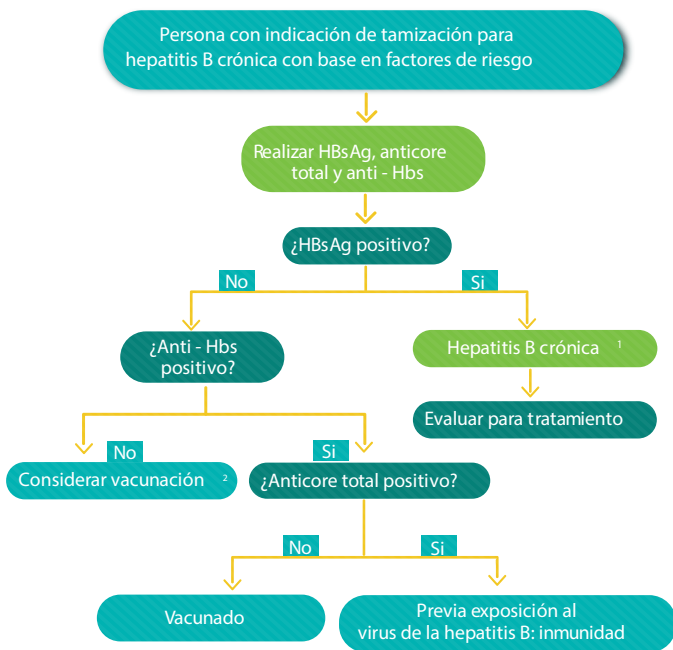 Persona con indicación de tamización para
hepatitis B crónica con base en factores de riesgo
Realizar HBsAg, anticore
total y anti - Hbs
¿HBsAg positivo?
No
Si
¿Anti - Hbs
positivo?
Hepatitis B crónica 1
Evaluar para tratamiento
No
Si
Considerar vacunación 2
¿Anticore total positivo?
No
Si
Vacunado
Previa exposición al
virus de la hepatitis B: inmunidad